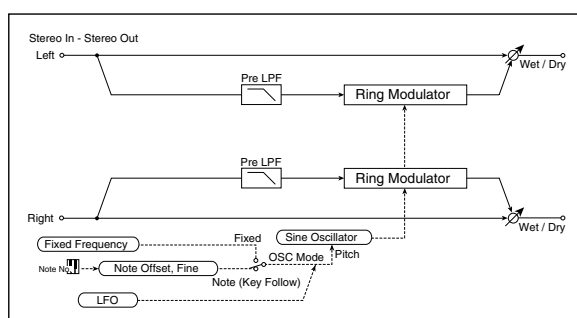 Stereo In - Stereo Out
Left
Wet / Dry
Pre LPF
Ring Modulator
Pre LPF
Ring Modulator
Right
Wet / Dry
Fixed Frequency
Fixed
Sine Oscillator
OSC Mode
Pitch
Note No.
Note Offset, Fine
Note (Key Follow)
LFO